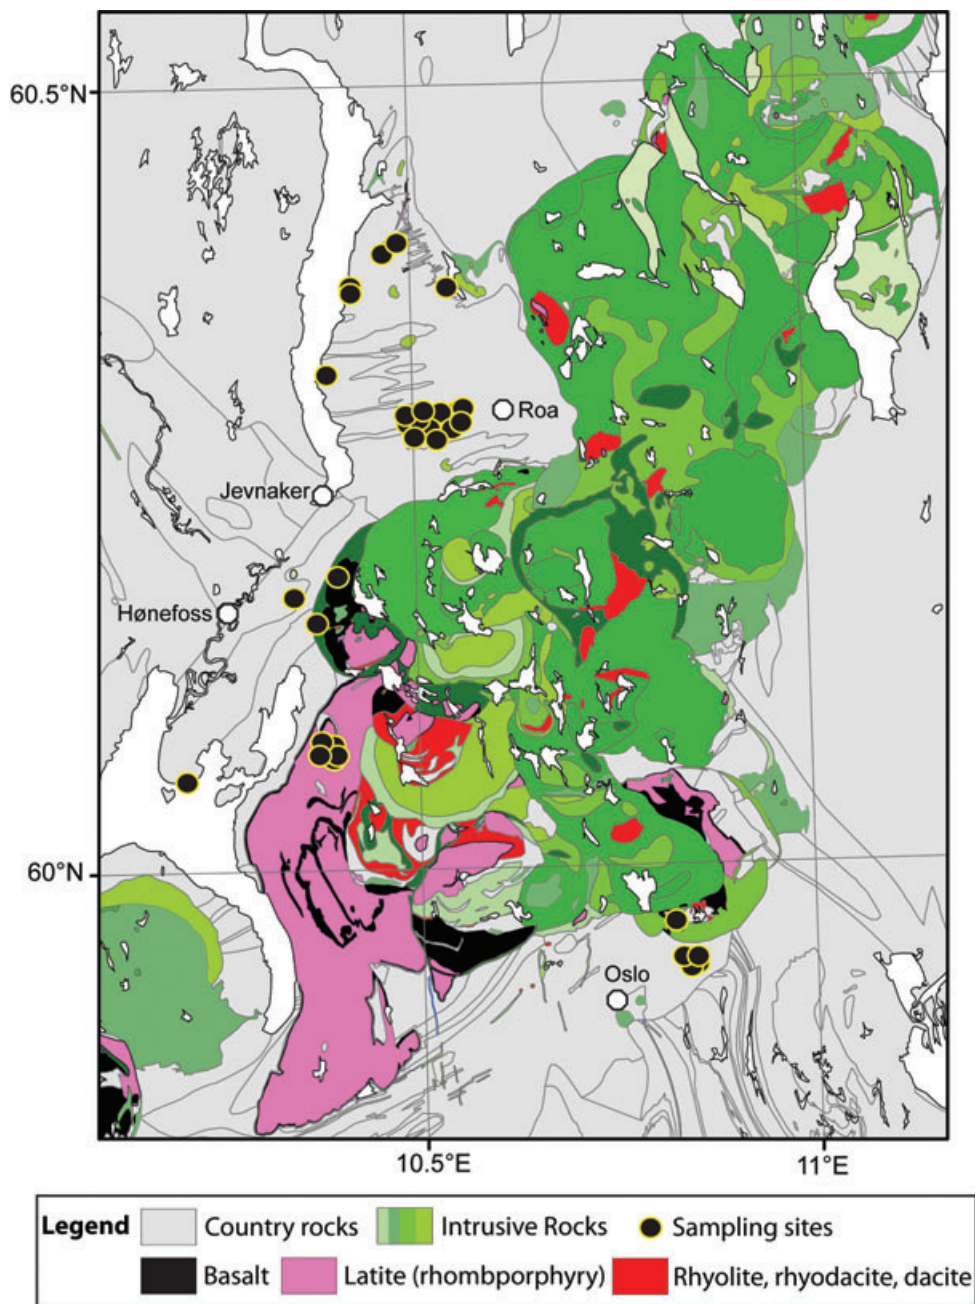 60.5°N
Roa
Jevnaker
Hønefoss
60°N
Oslo
10.5°E
11°E
Legend
Country rocks
Intrusive Rocks
Sampling sites
Basalt
Latite (rhombporphyry)
Rhyolite, rhyodacite, dacite